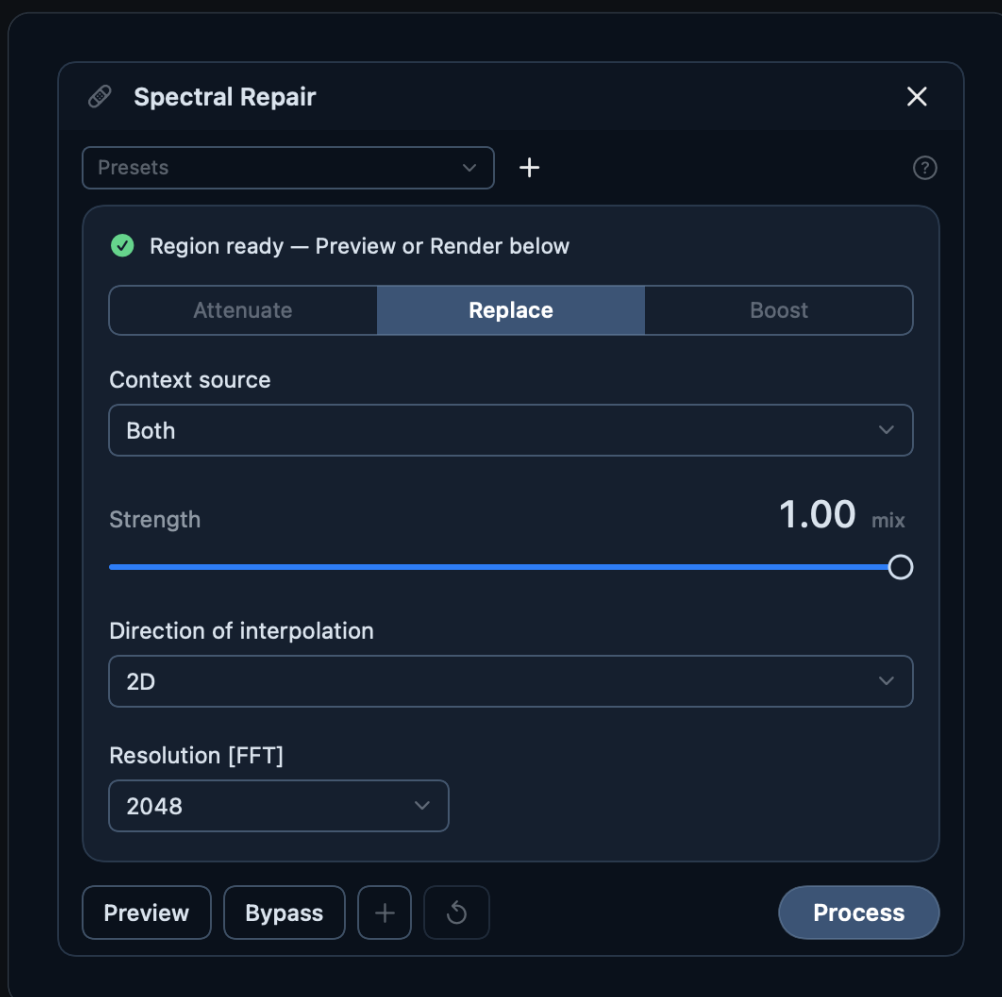 Spectral Repair
Presets
?
Region ready — Preview or Render below
Attenuate Replace Boost
Context source
Both
Strength 1.00 mix
Direction of interpolation
2D
Resolution [FFT]
2048
Preview Bypass + Process